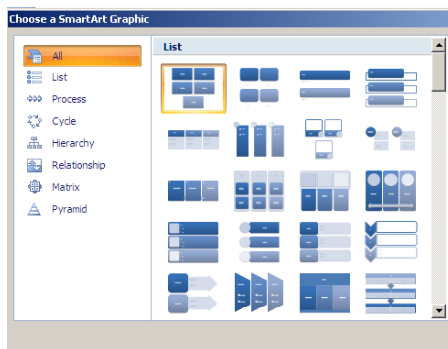 Choose a SmartArt Graphic
All
List
Process
Cycle
Hierarchy
Relationship
Matrix
Pyramid
List